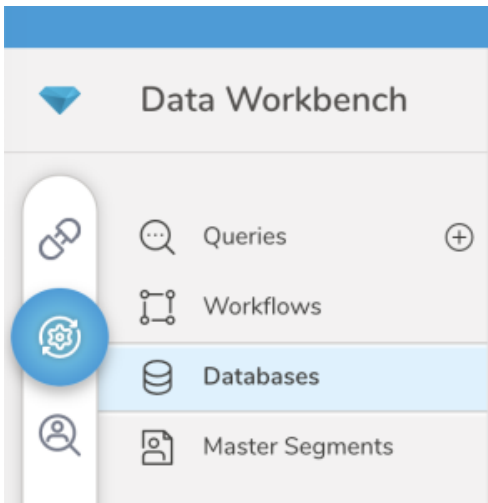 Data Workbench
Queries
Workflows
Databases
Master Segments